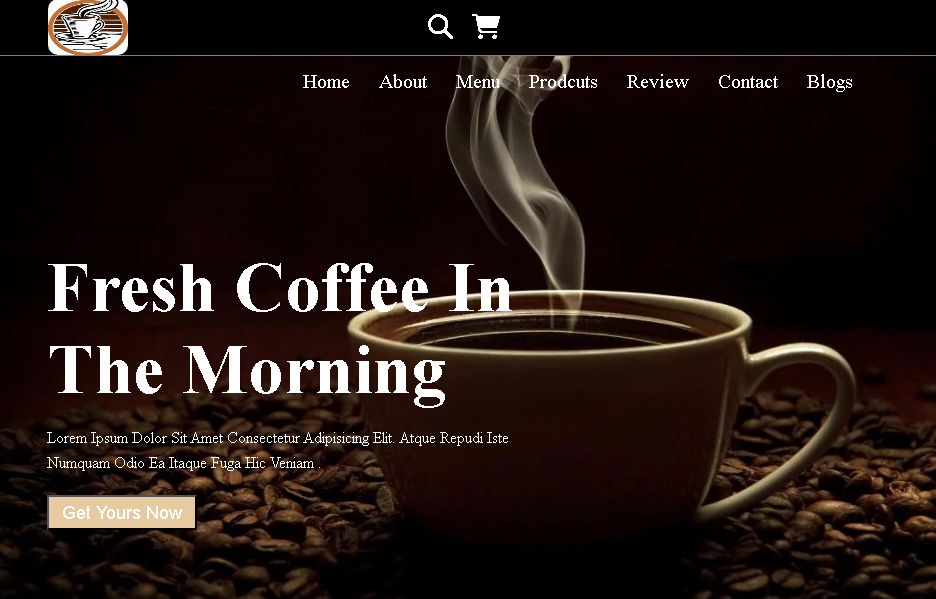 Home About Menu Prodcuts Review Contact Blogs
Fresh Coffee In
The Morning
Lorem Ipsum Dolor Sit Amet Consectetur Adipisicing Elit. Atque Repudi Iste
Numquam Odio Ea Itaque Fuga Hic Veniam .
Get Yours Now